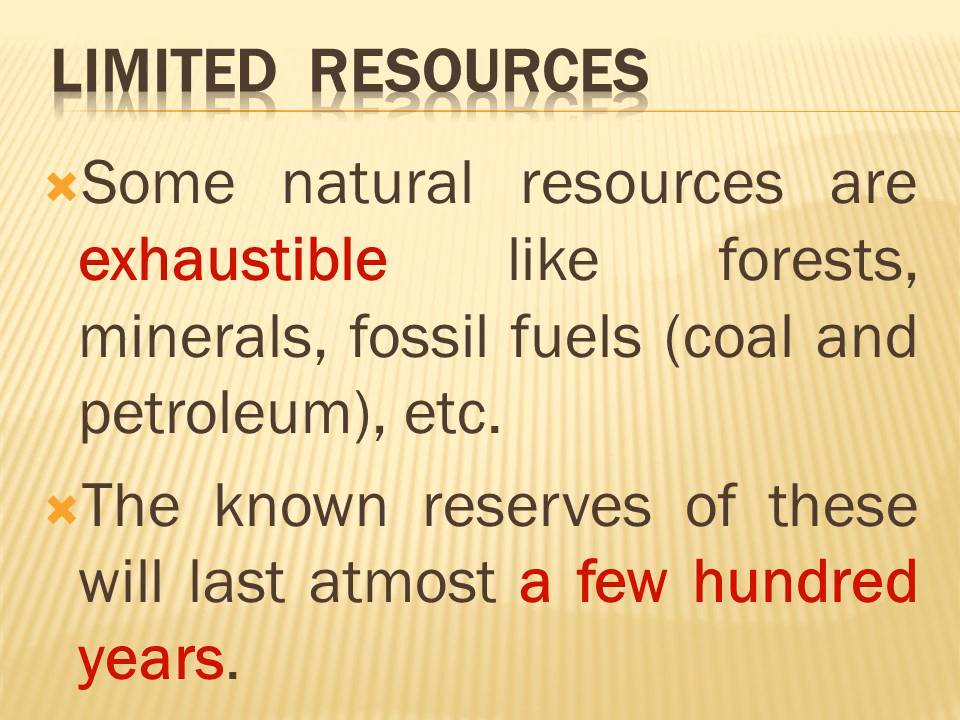 LIMITED RESOURCES
Some natural resources are
exhaustible like forests,
minerals, fossil fuels (coal and
petroleum), etc.
The known reserves of these
will last atmost a few hundred
years.